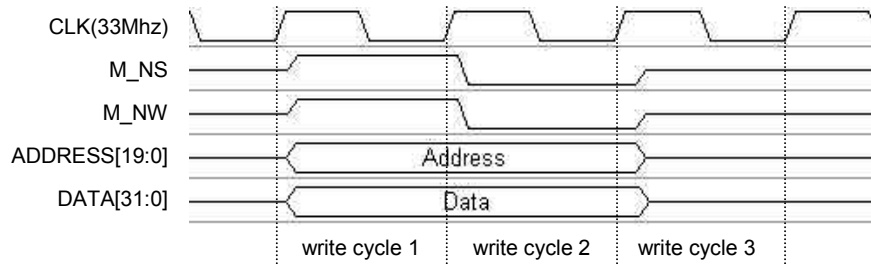 CLK(33Mhz)
M_NS
M_NW
ADDRESS[19:0]
Address
DATA[31:0]
Data
write cycle 1
write cycle 2
write cycle 3